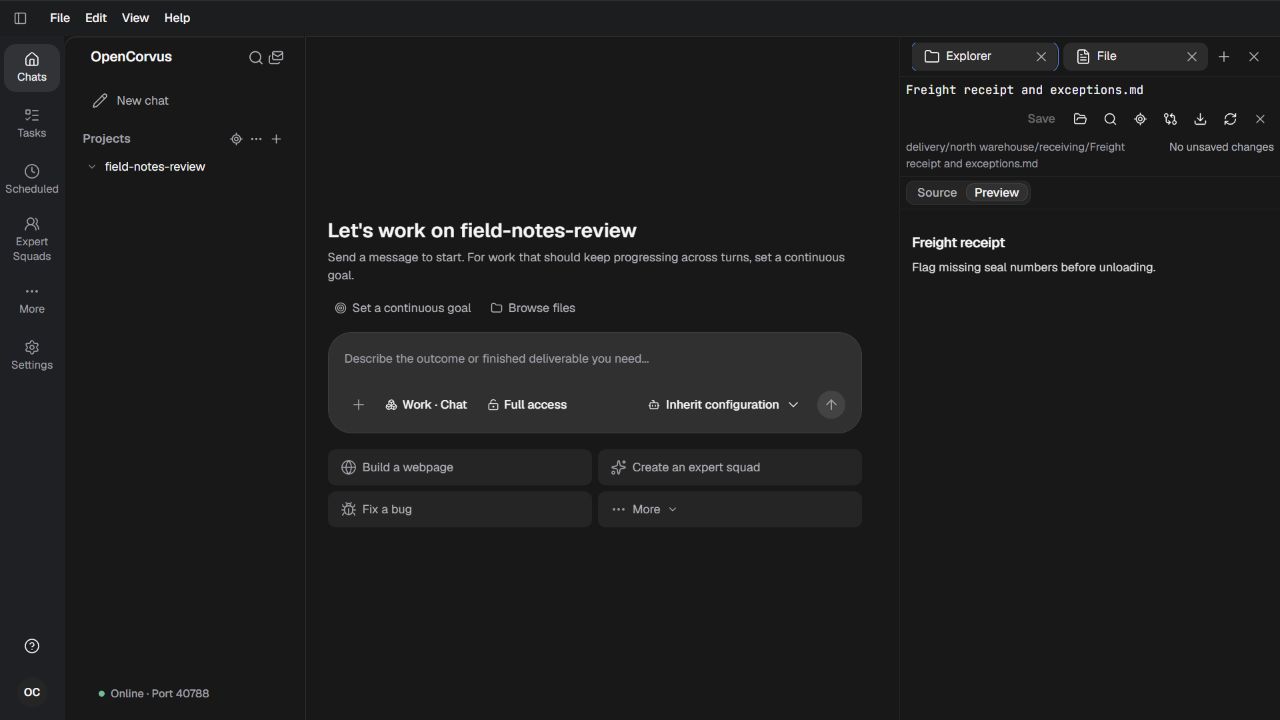 File Edit View Help
Chats
Tasks
Scheduled
Expert
Squads
More
Settings
OC
OpenCorvus
New chat
Projects
field-notes-review
Online · Port 40788
Let's work on field-notes-review
Send a message to start. For work that should keep progressing across turns, set a continuous
goal.
Set a continuous goal Browse files
Describe the outcome or finished deliverable you need...
Work · Chat Full access Inherit configuration
Build a webpage Create an expert squad
Fix a bug More
Explorer File
Freight receipt and exceptions.md
Save
delivery/north warehouse/receiving/Freight
receipt and exceptions.md
No unsaved changes
Source Preview
Freight receipt
Flag missing seal numbers before unloading.